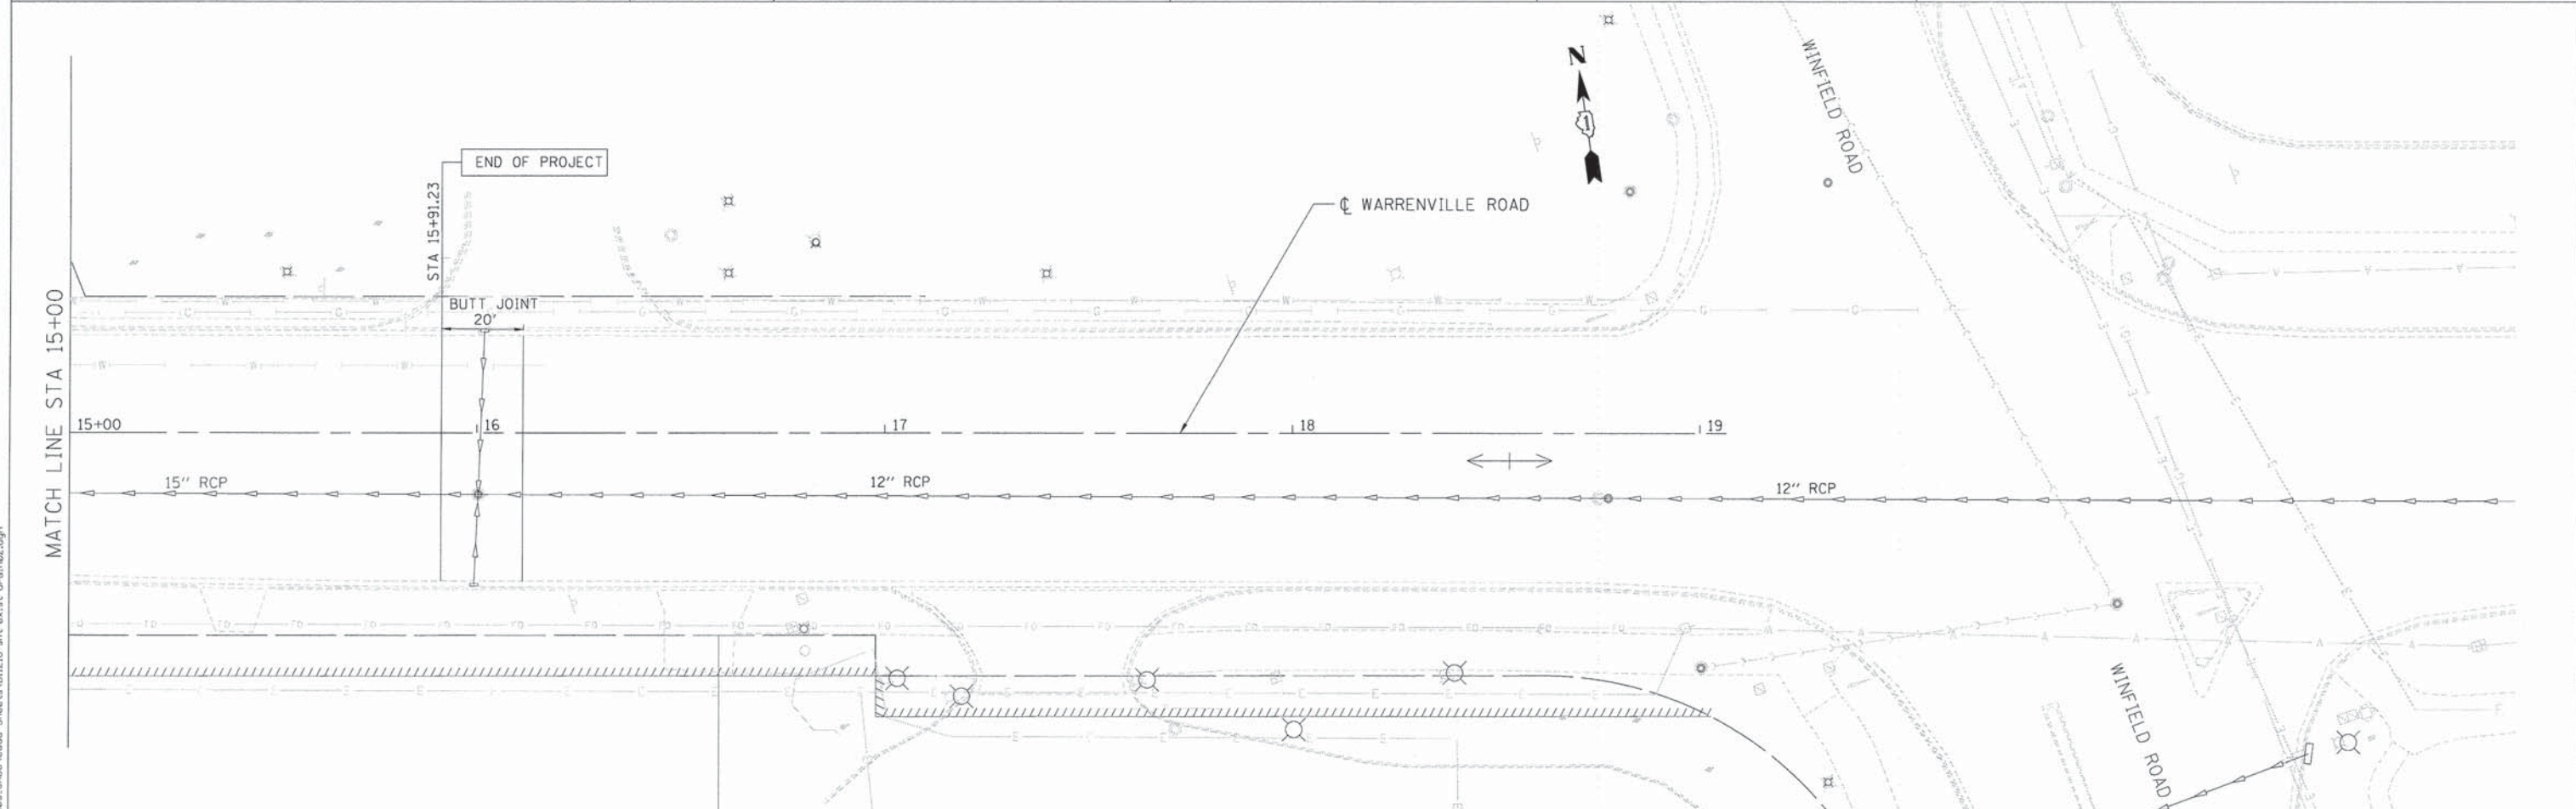 N
WINFIELD ROAD
END OF PROJECT
STA 15+91.23
℄ WARRENVILLE ROAD
BUTT JOINT
20'
MATCH LINE STA 15+00
15+00
16
17
18
19
15" RCP
12" RCP
12" RCP
WINFIELD ROAD